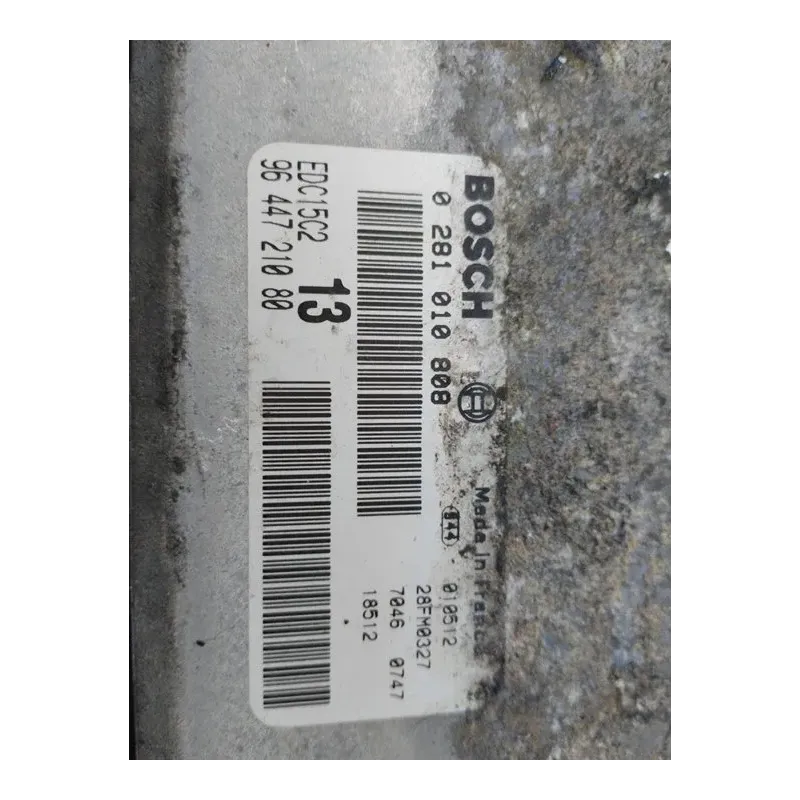 BOSCH
Made in France
0 281 010 808
644 - 010512
28FM0327
7046 0747
18512
13
EDC15C2
96 447 210 80